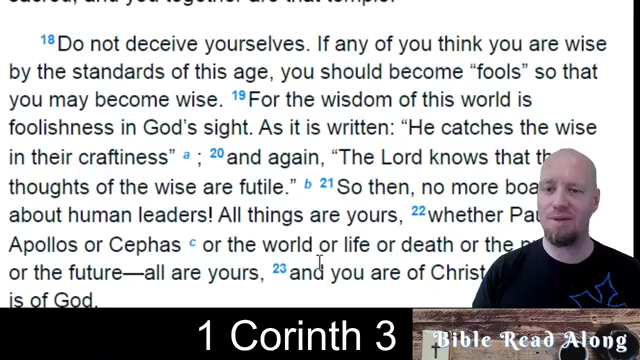 sacred, and you together are that temple.
18 Do not deceive yourselves. If any of you think you are wise
by the standards of this age, you should become “fools” so that
you may become wise. 19 For the wisdom of this world is
foolishness in God’s sight. As it is written: “He catches the wise
in their craftiness” a ; 20 and again, “The Lord knows that
thoughts of the wise are futile.” b 21 So then, no more
about human leaders! All things are yours, 22 whether
Apollos or Cephas c or the world or life or death or the
or the future—all are yours, 23 and you are of Christ
is of God.
1 Corinth 3
Bible Read Along